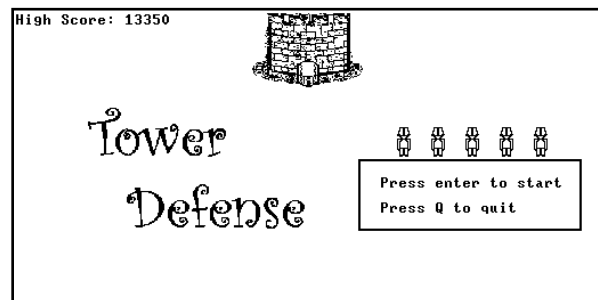 High Score: 13350
Tower
Defense
Press enter to start
Press Q to quit